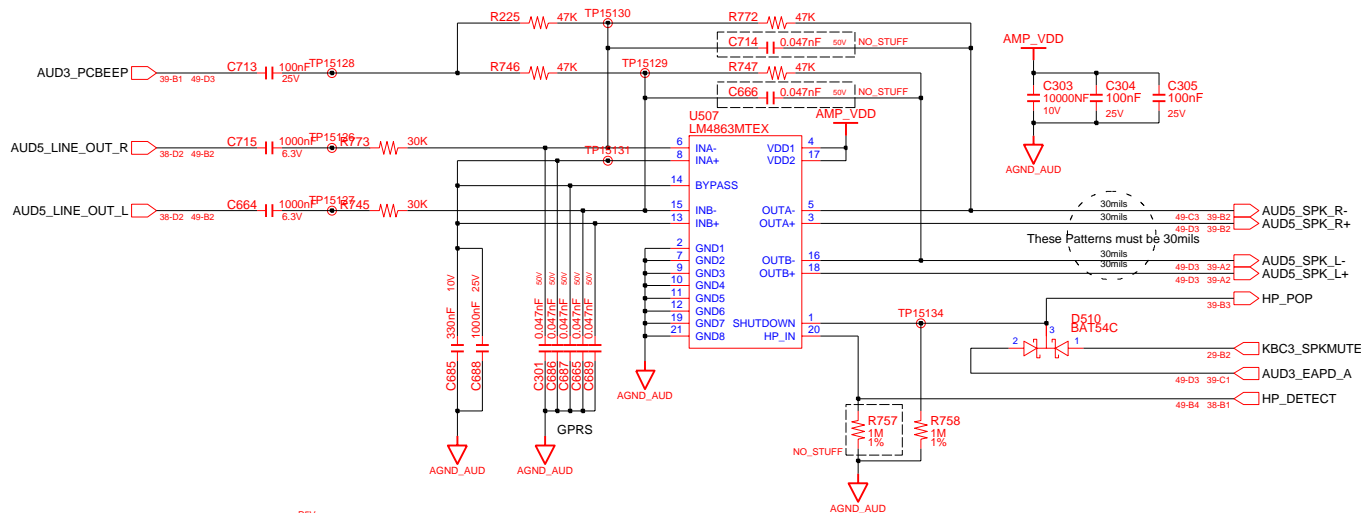 R225 47K TP15130 R772 47K
C714 0.047nF 50V NO_STUFF
AMP_VDD
AUD3_PCBEEP 39-B1 49-D3 C713 100nF 25V TP15128 R746 47K TP15129 R747 47K
C666 0.047nF 50V NO_STUFF
C303 10000NF 10V C304 100nF 25V C305 100nF 25V
U507 AMP_VDD
LM4863MTEX
AGND_AUD
AUD5_LINE_OUT_R 38-D2 49-B2 C715 1000nF 6.3V TP15126 R773 30K 6 INA- VDD1 4
TP15131 8 INA+ VDD2 17
14 BYPASS
AUD5_LINE_OUT_L 38-D2 49-B2 C664 1000nF 6.3V TP15127 R745 30K 15 INB- OUTA- 5 30mils 49-C3 39-B2 AUD5_SPK_R-
13 INB+ OUTA+ 3 30mils 49-D3 39-B2 AUD5_SPK_R+
These Patterns must be 30mils
2 GND1
7 GND2 OUTB- 16 30mils 49-D3 39-A2 AUD5_SPK_L-
9 GND3 OUTB+ 18 30mils 49-D3 39-A2 AUD5_SPK_L+
10 GND4
11 GND5 39-B3 HP_POP
12 GND6
19 GND7 SHUTDOWN 1 TP15134 D510 BAT54C 3
21 GND8 HP_IN 20
2 1 29-B2 KBC3_SPKMUTE
49-D3 39-C1 AUD3_EAPD_A
49-B4 38-B1 HP_DETECT
C685 330nF 10V
C688 1000nF 25V
C301 0.047nF 50V
C686 0.047nF 50V
C687 0.047nF 50V
C665 0.047nF 50V
C689 0.047nF 50V
AGND_AUD
GPRS
R757 1M 1% NO_STUFF
R758 1M 1%
AGND_AUD
AGND_AUD
AGND_AUD